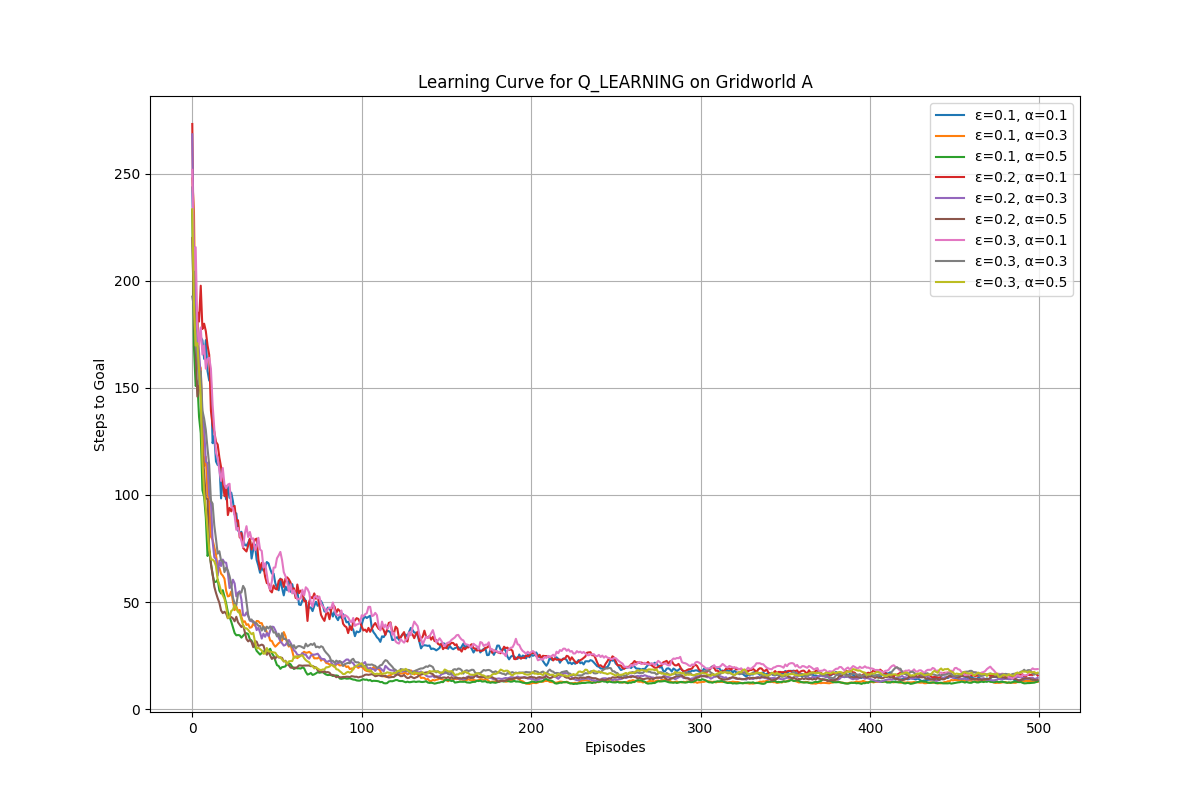 Learning Curve for Q_LEARNING on Gridworld A
ε=0.1, α=0.1
ε=0.1, α=0.3
ε=0.1, α=0.5
ε=0.2, α=0.1
ε=0.2, α=0.3
ε=0.2, α=0.5
ε=0.3, α=0.1
ε=0.3, α=0.3
ε=0.3, α=0.5
Steps to Goal
250
200
150
100
50
0
0 100 200 300 400 500
Episodes